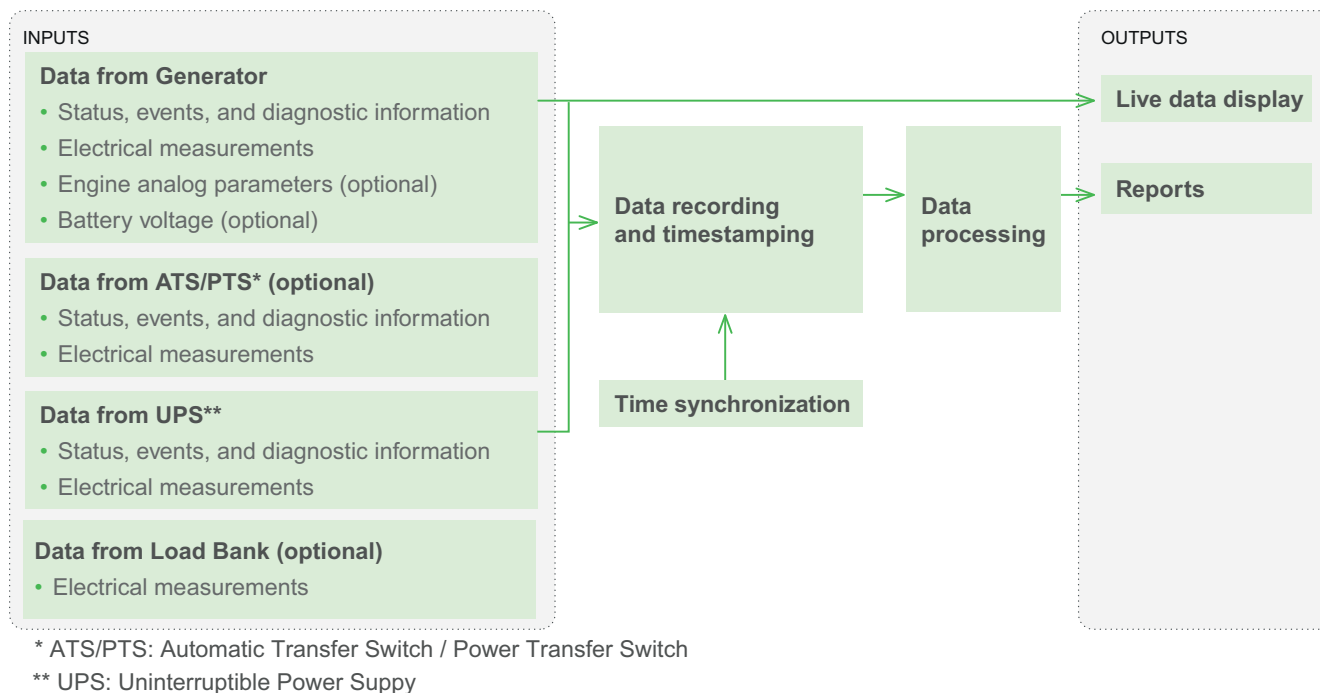 INPUTS
Data from Generator
• Status, events, and diagnostic information
• Electrical measurements
• Engine analog parameters (optional)
• Battery voltage (optional)
Data from ATS/PTS* (optional)
• Status, events, and diagnostic information
• Electrical measurements
Data from UPS**
• Status, events, and diagnostic information
• Electrical measurements
Data from Load Bank (optional)
• Electrical measurements
Data recording
and timestamping
Time synchronization
Data
processing
OUTPUTS
Live data display
Reports
* ATS/PTS: Automatic Transfer Switch / Power Transfer Switch
** UPS: Uninterruptible Power Suppy